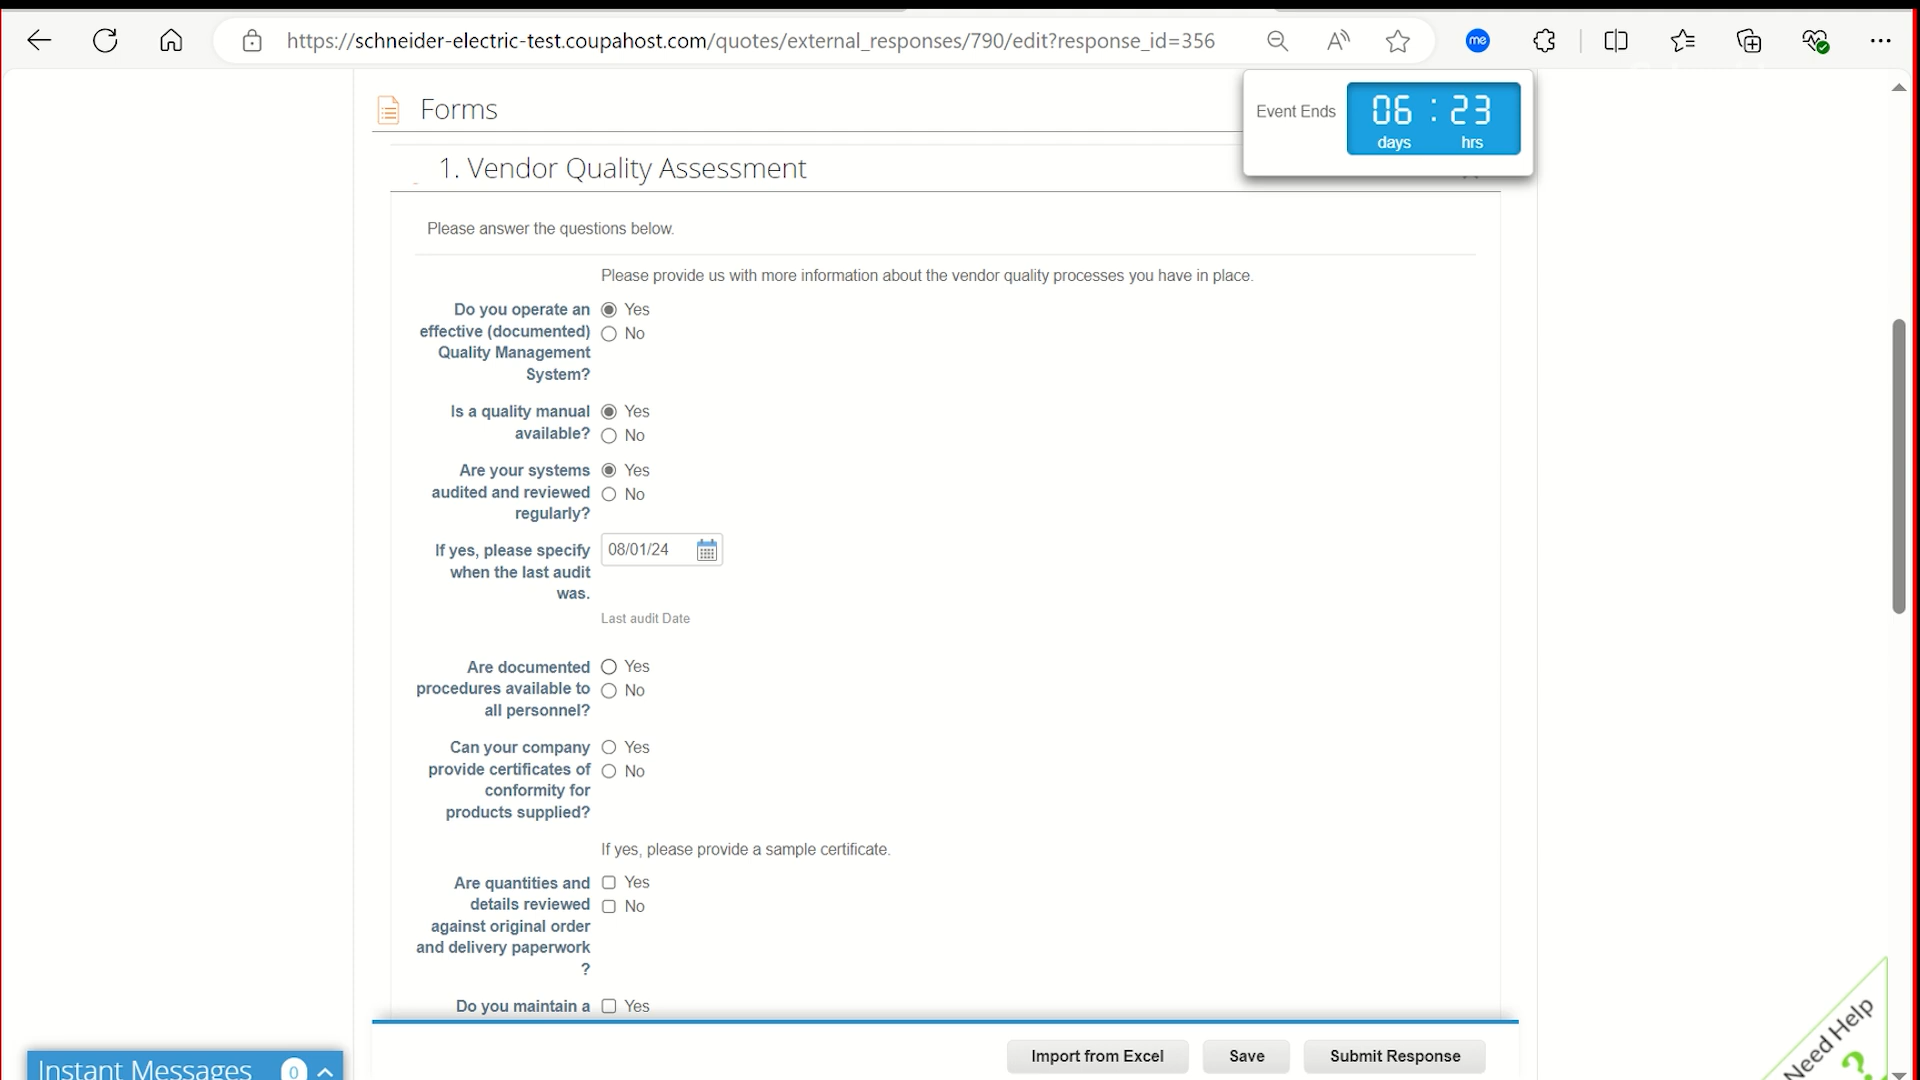 https://schneider-electric-test.coupahost.com/quotes/external_responses/790/edit?response_id=356
me
Forms
Event Ends
06 : 23
days hrs
1. Vendor Quality Assessment
Please answer the questions below.
Please provide us with more information about the vendor quality processes you have in place.
Do you operate an
effective (documented)
Quality Management
System?
Yes
No
Is a quality manual
available?
Yes
No
Are your systems
audited and reviewed
regularly?
Yes
No
If yes, please specify
when the last audit
was.
08/01/24
Last audit Date
Are documented
procedures available to
all personnel?
Yes
No
Can your company
provide certificates of
conformity for
products supplied?
Yes
No
If yes, please provide a sample certificate.
Are quantities and
details reviewed
against original order
and delivery paperwork
?
Yes
No
Do you maintain a
Yes
Import from Excel
Save
Submit Response
Instant Messages 0
Need Help
?